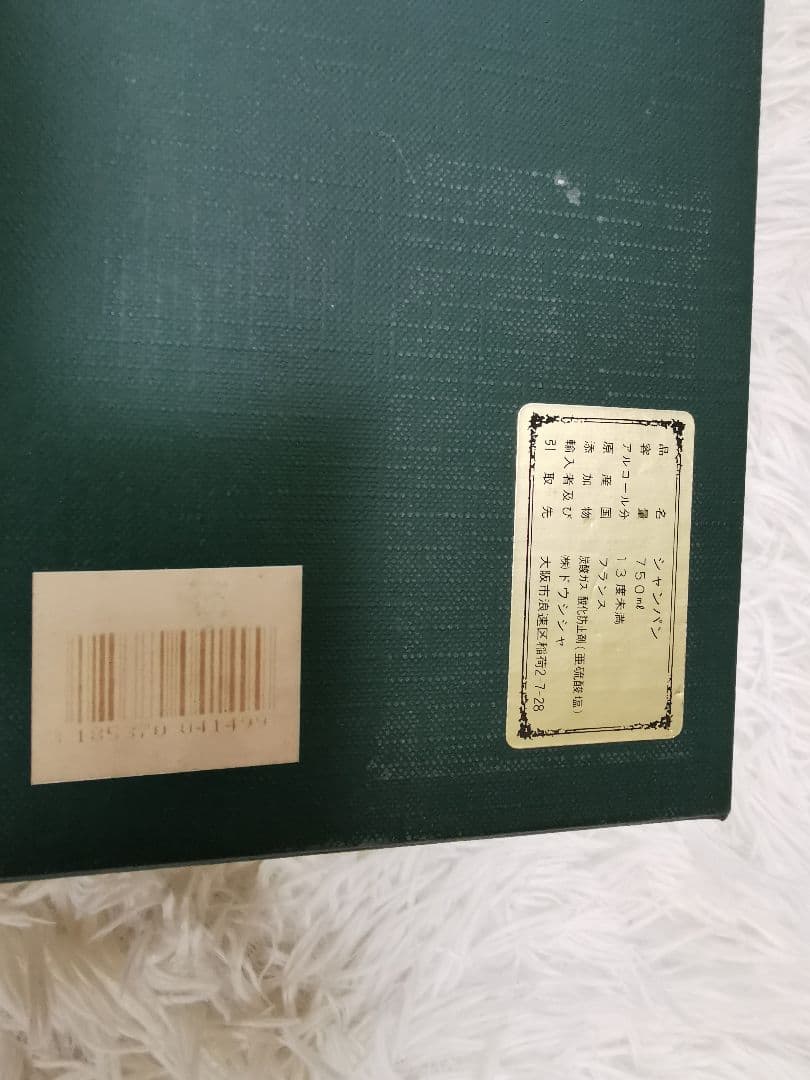 品名 シャンパン
容量 750㎖
アルコール分 13度未満
原産国 フランス
添加物 炭酸ガス 酸化防止剤(亜硫酸塩)
輸入者及び (株)ドウシシャ
引取先 大阪市浪速区稲荷2-7-28
185370 041499